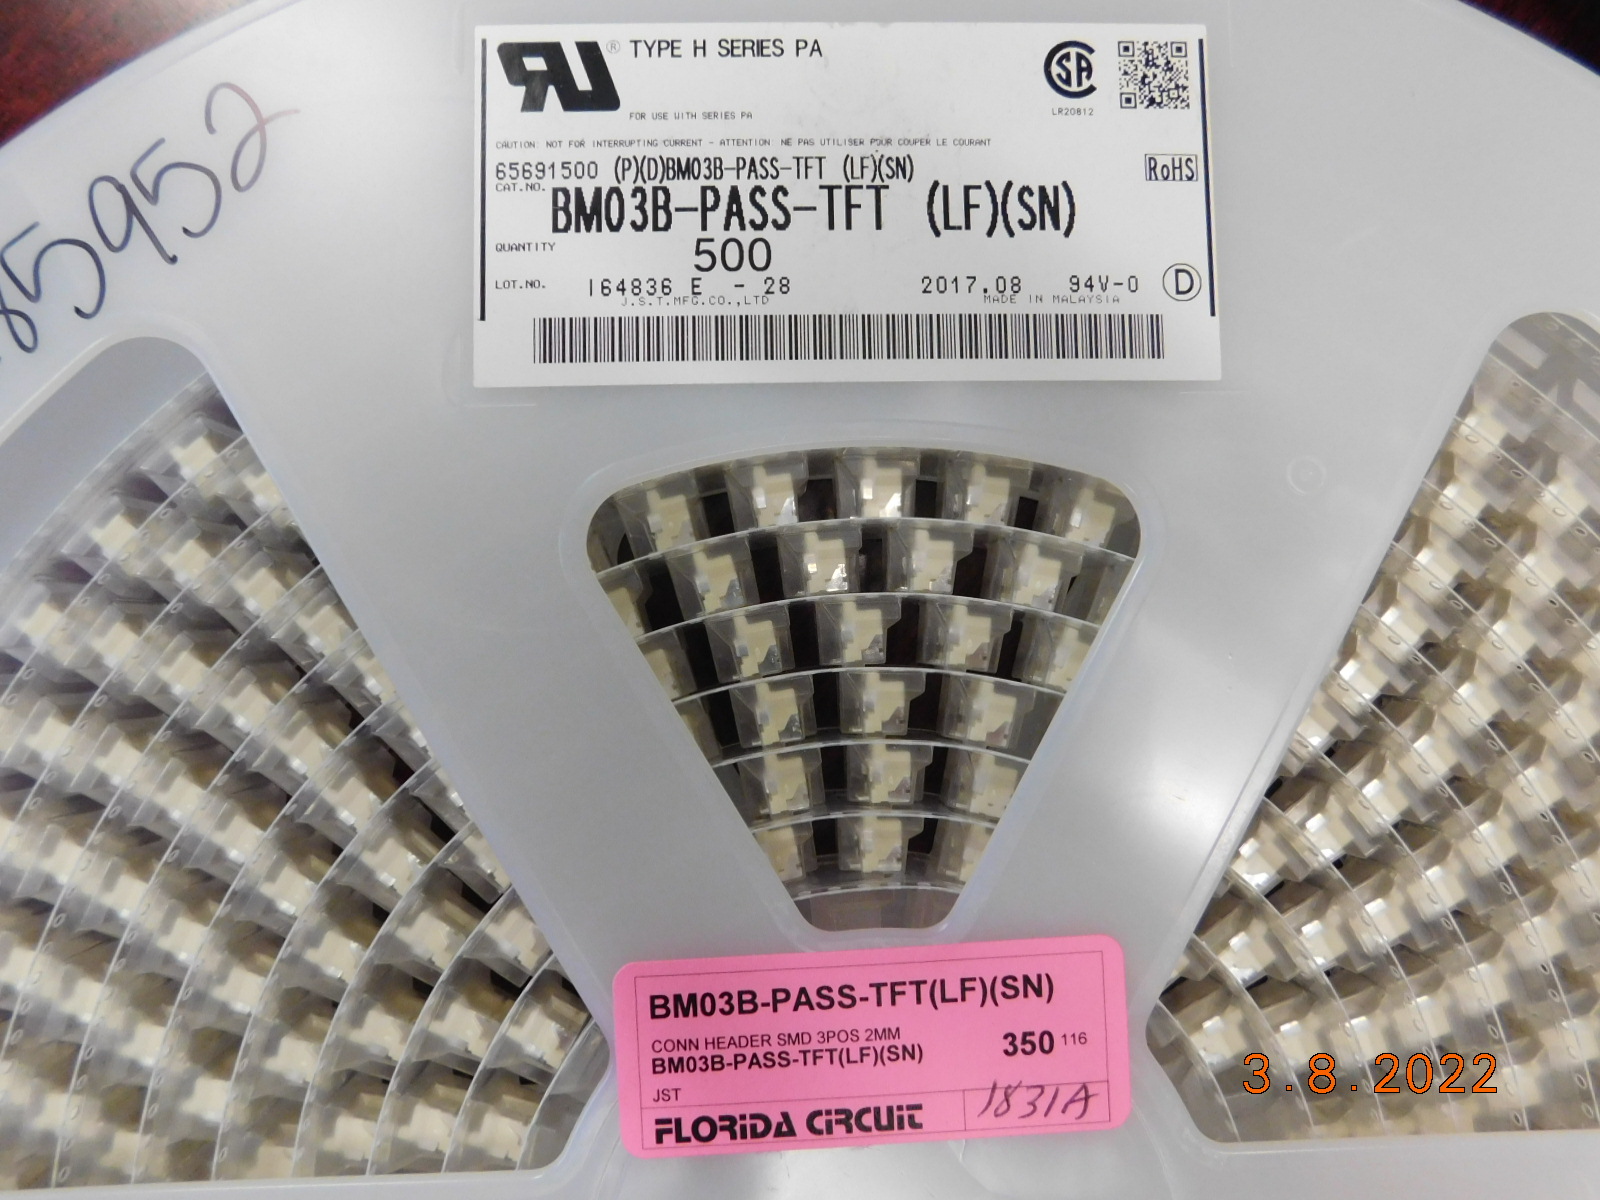 ® TYPE H SERIES PA
FOR USE WITH SERIES PA
LR20812
CAUTION: NOT FOR INTERRUPTING CURRENT - ATTENTION: NE PAS UTILISER POUR COUPER LE COURANT
65691500 (P)(D)BM03B-PASS-TFT (LF)(SN)
RoHS
CAT.NO. BM03B-PASS-TFT (LF)(SN)
QUANTITY 500
LOT.NO. 164836 E - 28 2017.08 94V-0 D
J.S.T.MFG.CO.,LTD MADE IN MALAYSIA
85952
BM03B-PASS-TFT(LF)(SN)
CONN HEADER SMD 3POS 2MM
BM03B-PASS-TFT(LF)(SN) 350 116
JST
FLORIDA CIRCUIT 1831A
3.8.2022